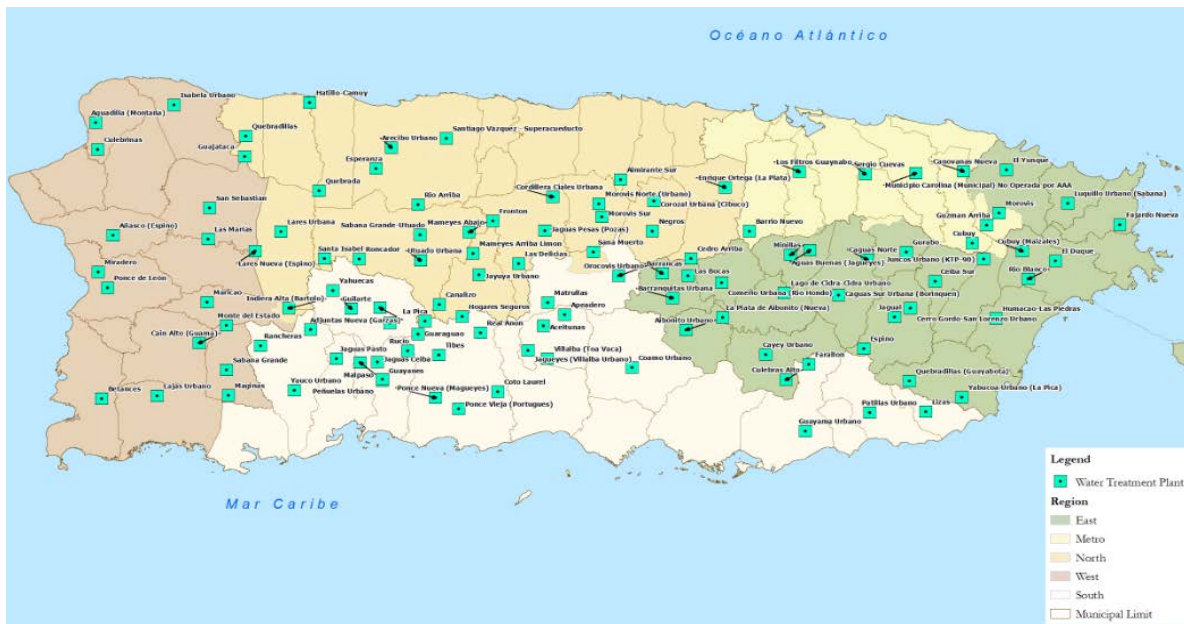 Océano Atlántico
Isabela Urbano
Hatillo-Camuy
Aguadilla (Montaña)
Quebradillas
Culebrinas
Guajataca
Arecibo Urbano
Santiago Vázquez - Superacueducto
Esperanza
Quebrada
Almirante Sur
Los Filtros Guaynabo
Sergio Cuevas
Canovanas Nueva
El Yunque
Enrique Ortega (La Plata)
Municipio Carolina (Municipal) No Operada por AAA
Cordillera Ciales Urbana
Morovis Norte (Urbano)
Corozal Urbano (Cibuco)
Luquillo Urbano (Sabana)
San Sebastian
Rio Arriba
Morovis Sur
Morovis
Fronton
Guzman Arriba
Fajardo Nueva
Añasco (Espino)
Las Marias
Lares Urbana
Sabana Grande-Utuado
Mameyes Abajo
Jaguas Pesas (Pozas)
Negros
Barrio Nuevo
Cubuy
Lares Nueva (Espino)
Santa Isabel
Roncador
Utuado Urbano
Mameyes Arriba Limon
Sana Muerto
Cedro Arriba
Minillas
Caguas Norte
Gurabo
Cubuy (Maizales)
El Duque
Las Delicias
Aguas Buenas (Jagueyes)
Juncos Urbano (KTP-90)
Miradero
Jayuya Urbano
Orocovis Urbano
Barrancas
Las Bocas
Ceiba Sur
Rio Blanco
Ponce de León
Yahuecas
Barranquitas Urbana
Comerio Urbano (Rio Hondo)
Lago de Cidra-Cidra Urbano
Caguas Sur Urbana (Borinquen)
Maricao
Indiera Alta (Bartolo)
Guilarte
Canalizo
Matrullas
Hogares Seguros
Apeadero
Jagual
Humacao-Las Piedras
Monte del Estado
Adjuntas Nueva (Garzas)
La Pica
La Plata de Aibonito (Nueva)
Cerro Gordo-San Lorenzo Urbano
Cain Alto (Guama)
Rancheras
Guaraguao
Real Anon
Aceitunas
Aibonito Urbano
Rucio
Sabana Grande
Jaguas Pasto
Jaguas Ceiba
Tibes
Villalba (Toa Vaca)
Jagueyes (Villalba Urbano)
Coamo Urbano
Cayey Urbano
Espino
Farallon
Malpaso
Guayanes
Culebras Alto
Betances
Lajas Urbano
Maginas
Yauco Urbano
Peñuelas Urbano
Ponce Nueva (Magueyes)
Coto Laurel
Quebradillas (Guayabota)
Yabucoa Urbano (La Pica)
Ponce Vieja (Portugues)
Patillas Urbano
Lizas
Guayama Urbano
Mar Caribe
Legend
Water Treatment Plant
Region
East
Metro
North
West
South
Municipal Limit